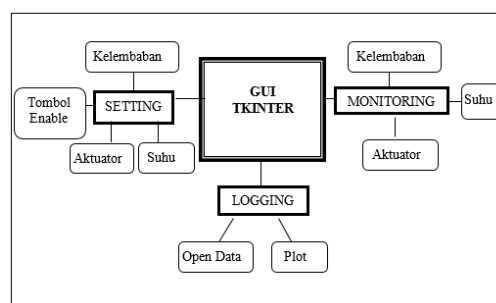 Kelembaban
Tombol
Enable
SETTING
Aktuator
Suhu
GUI
TKINTER
Kelembaban
MONITORING
Suhu
Aktuator
LOGGING
Open Data
Plot